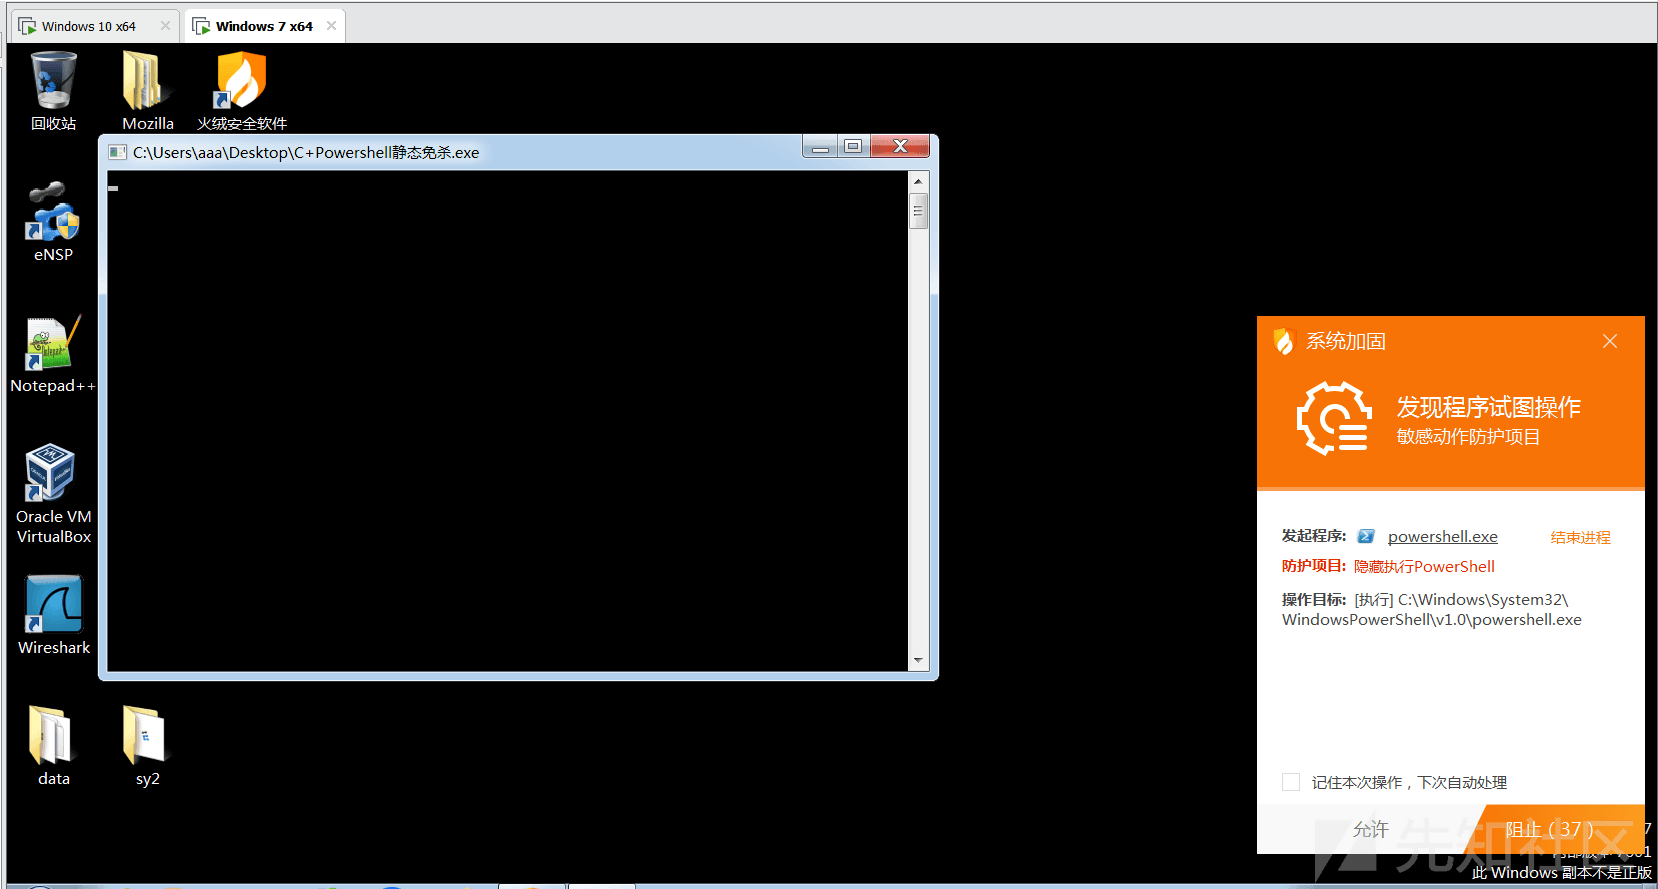 Windows 10 x64
Windows 7 x64
回收站
Mozilla
火绒安全软件
C:\Users\aaa\Desktop\C+Powershell静态免杀.exe
eNSP
Notepad++
Oracle VM
VirtualBox
Wireshark
data
sy2
系统加固
发现程序试图操作
敏感动作防护项目
发起程序: powershell.exe 结束进程
防护项目: 隐藏执行PowerShell
操作目标: [执行] C:\Windows\System32\
WindowsPowerShell\v1.0\powershell.exe
记住本次操作，下次自动处理
允许
阻止 ( 37 )
先知社区
7
此 Windows 副本不是正版